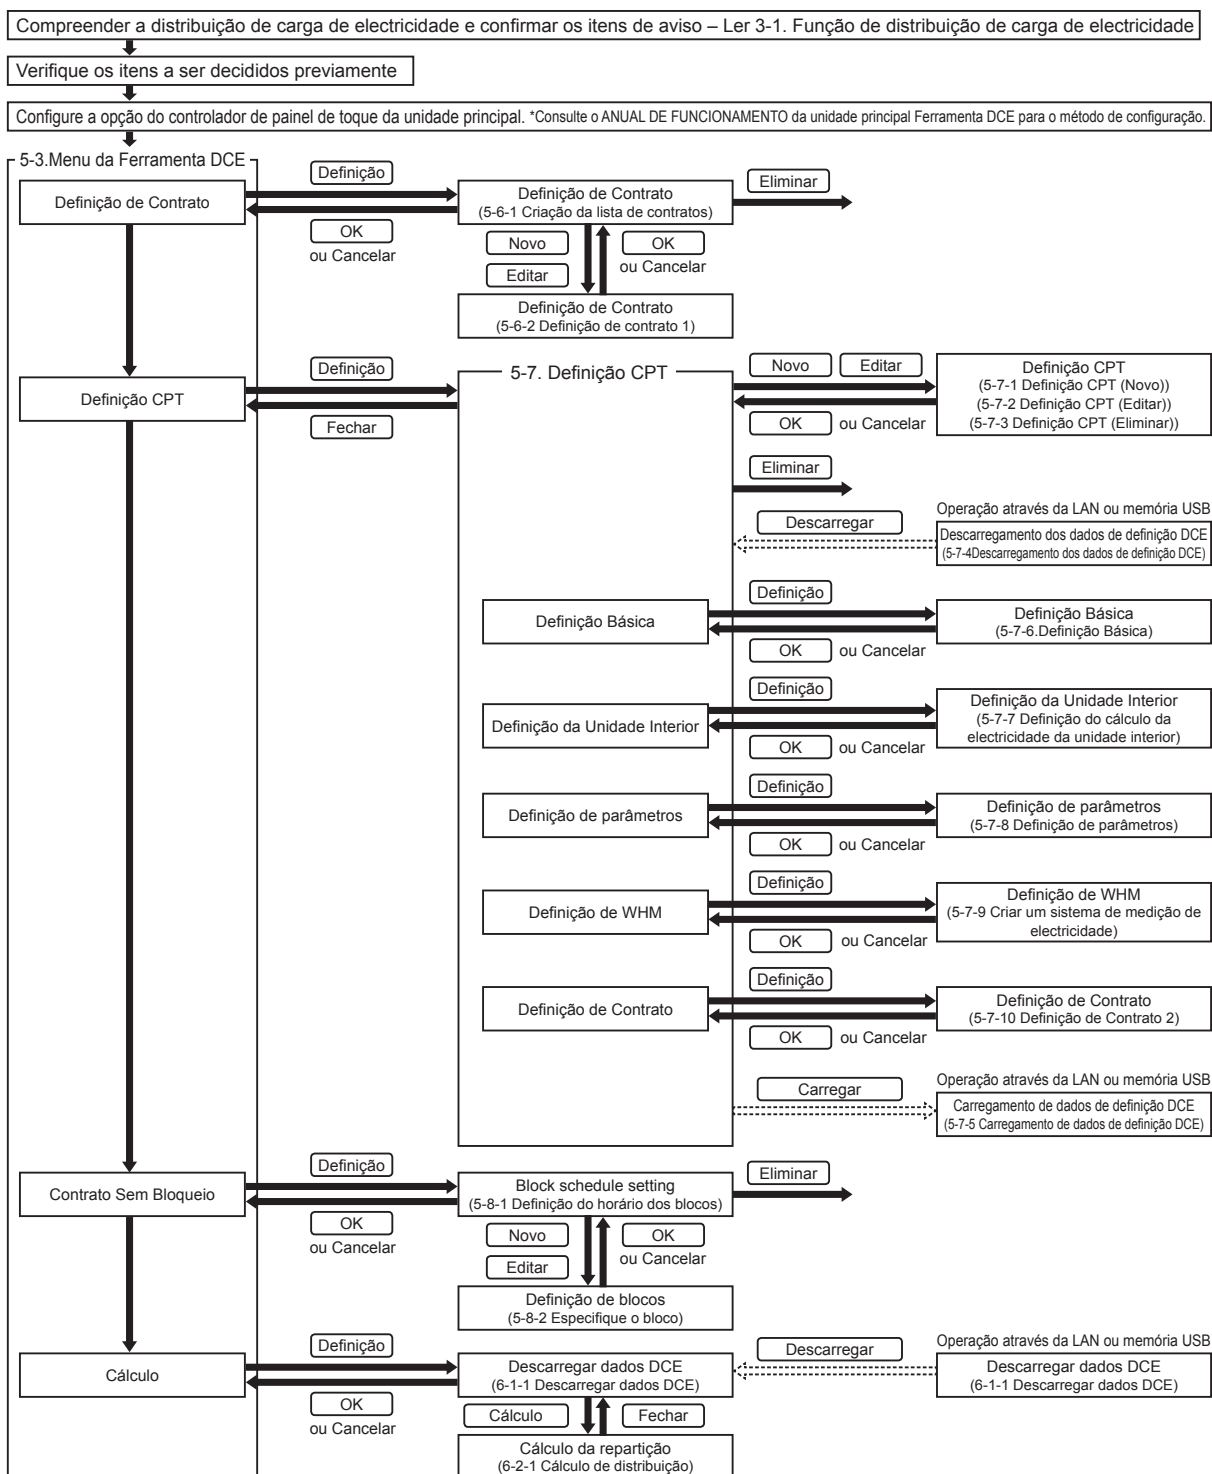 Compreender a distribuição de carga de electricidade e confirmar os itens de aviso – Ler 3-1. Função de distribuição de carga de electricidade
Verifique os itens a ser decididos previamente
Configure a opção do controlador de painel de toque da unidade principal. *Consulte o ANUAL DE FUNCIONAMENTO da unidade principal Ferramenta DCE para o método de configuração.
5-3.Menu da Ferramenta DCE
Definição de Contrato
Definição
OK
ou Cancelar
Definição de Contrato
(5-6-1 Criação da lista de contratos)
Eliminar
Novo
Editar
OK
ou Cancelar
Definição de Contrato
(5-6-2 Definição de contrato 1)
Definição CPT
Definição
Fechar
5-7. Definição CPT
Novo
Editar
OK
ou Cancelar
Definição CPT
(5-7-1 Definição CPT (Novo))
(5-7-2 Definição CPT (Editar))
(5-7-3 Definição CPT (Eliminar))
Eliminar
Descarregar
Operação através da LAN ou memória USB
Descarregamento dos dados de definição DCE
(5-7-4Descarregamento dos dados de definição DCE)
Definição Básica
Definição
OK
ou Cancelar
Definição Básica
(5-7-6.Definição Básica)
Definição da Unidade Interior
Definição
OK
ou Cancelar
Definição da Unidade Interior
(5-7-7 Definição do cálculo da
electricidade da unidade interior)
Definição de parâmetros
Definição
OK
ou Cancelar
Definição de parâmetros
(5-7-8 Definição de parâmetros)
Definição de WHM
Definição
OK
ou Cancelar
Definição de WHM
(5-7-9 Criar um sistema de medição de
electricidade)
Definição de Contrato
Definição
OK
ou Cancelar
Definição de Contrato
(5-7-10 Definição de Contrato 2)
Carregar
Operação através da LAN ou memória USB
Carregamento de dados de definição DCE
(5-7-5 Carregamento de dados de definição DCE)
Contrato Sem Bloqueio
Definição
OK
ou Cancelar
Block schedule setting
(5-8-1 Definição do horário dos blocos)
Eliminar
Novo
Editar
OK
ou Cancelar
Definição de blocos
(5-8-2 Especifique o bloco)
Cálculo
Definição
OK
ou Cancelar
Descarregar dados DCE
(6-1-1 Descarregar dados DCE)
Descarregar
Operação através da LAN ou memória USB
Descarregar dados DCE
(6-1-1 Descarregar dados DCE)
Cálculo
Fechar
Cálculo da repartição
(6-2-1 Cálculo de distribuição)